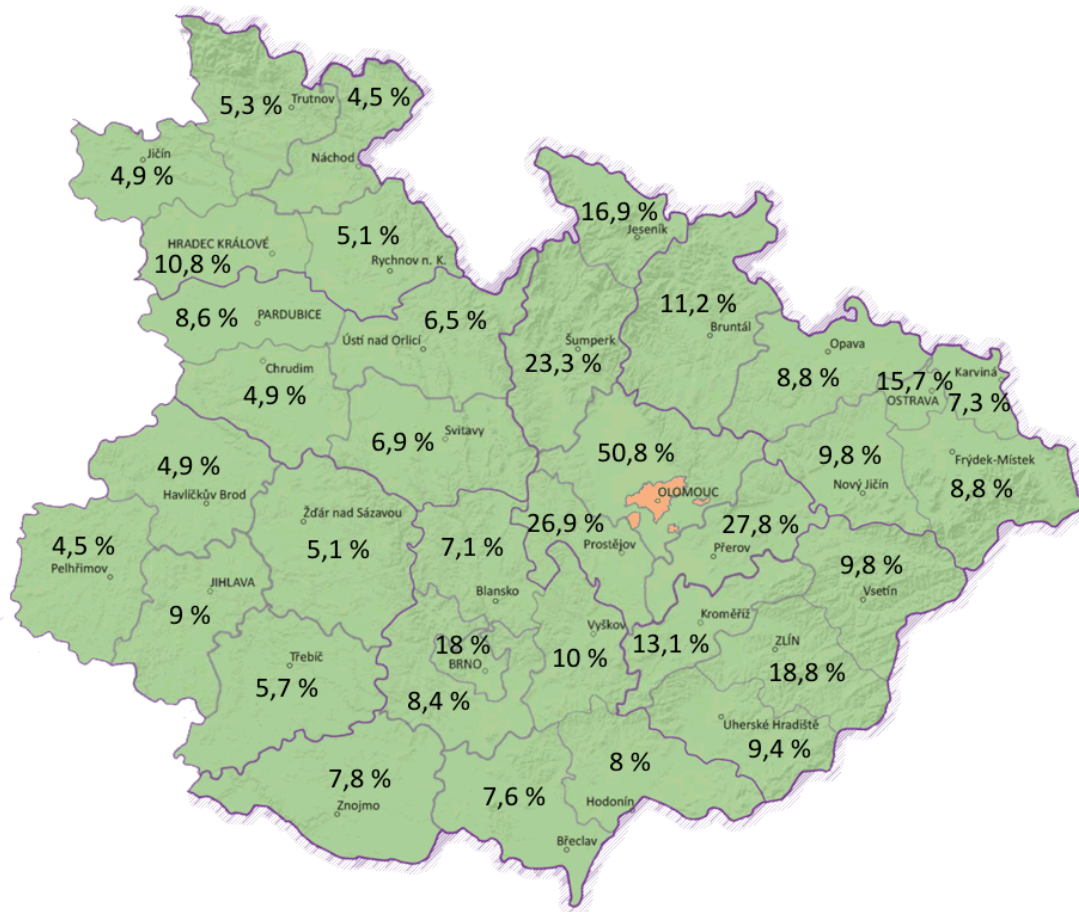 5,3 %
Trutnov
4,5 %
Jičín
4,9 %
Náchod
16,9 %
Jeseník
HRADEC KRÁLOVÉ
10,8 %
5,1 %
Rychnov n. K.
8,6 %
PARDUBICE
6,5 %
Ústí nad Orlicí
11,2 %
Bruntál
Šumperk
23,3 %
Opava
8,8 %
Chrudim
4,9 %
15,7 %
OSTRAVA
Karviná
7,3 %
6,9 %
Svitavy
50,8 %
OLOMOUC
9,8 %
Nový Jičín
Frýdek-Místek
8,8 %
4,9 %
Havlíčkův Brod
Žďár nad Sázavou
5,1 %
26,9 %
Prostějov
27,8 %
Přerov
4,5 %
Pelhřimov
7,1 %
Blansko
9,8 %
Vsetín
JIHLAVA
9 %
Kroměříž
13,1 %
Vyškov
10 %
18 %
BRNO
8,4 %
ZLÍN
18,8 %
Třebíč
5,7 %
Uherské Hradiště
9,4 %
7,8 %
Znojmo
7,6 %
Břeclav
8 %
Hodonín